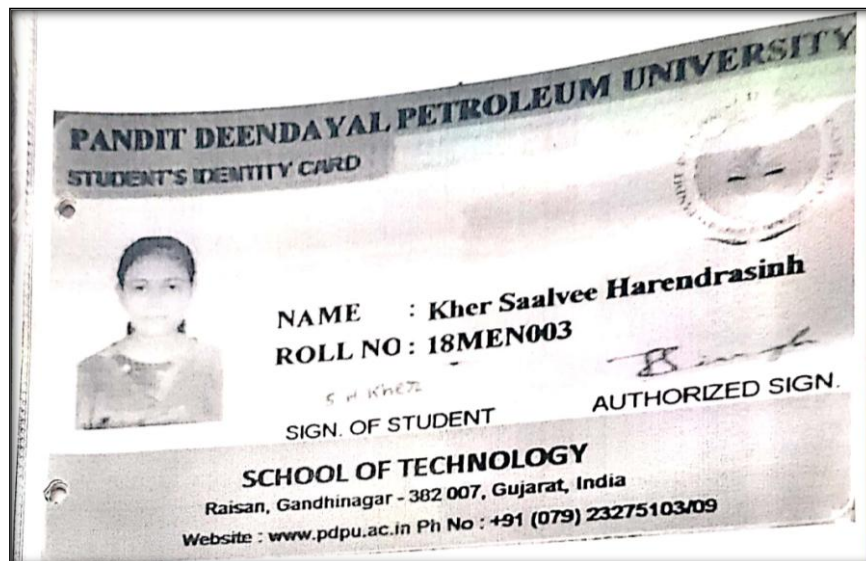 PANDIT DEENDAYAL PETROLEUM UNIVERSITY
STUDENT'S IDENTITY CARD
NAME : Kher Saalvee Harendrasinh
ROLL NO : 18MEN003
S H Kher
SIGN. OF STUDENT
AUTHORIZED SIGN.
SCHOOL OF TECHNOLOGY
Raisan, Gandhinagar - 382 007, Gujarat, India
Website : www.pdpu.ac.in Ph No : +91 (079) 23275103/09